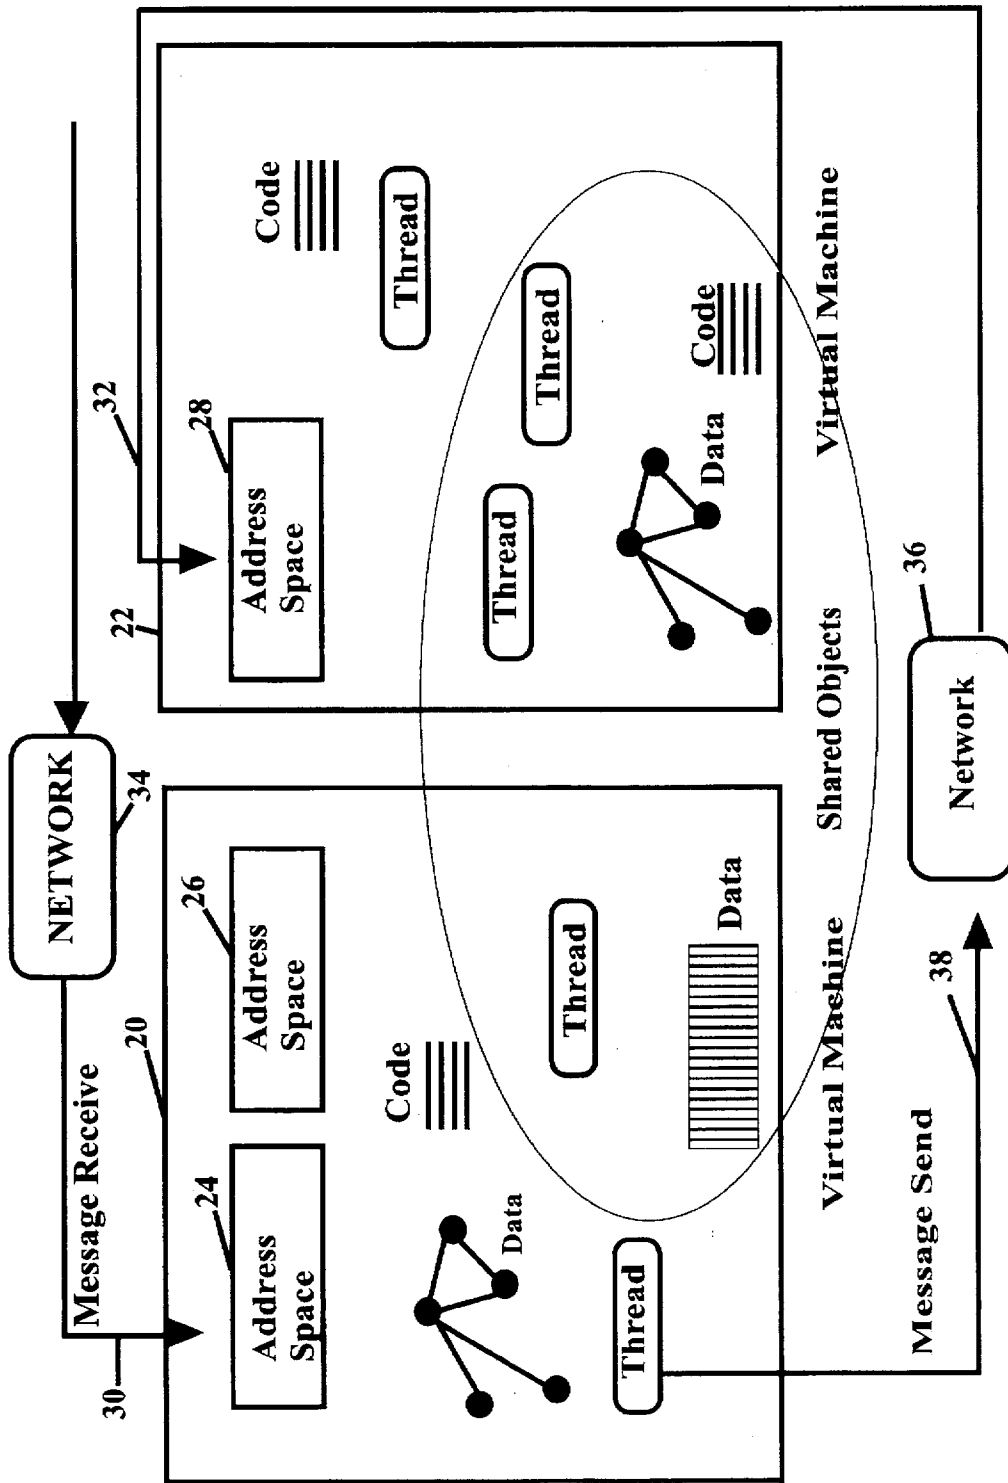 NETWORK
34
Message Receive
30
20
22
32
24
Address
Space
26
Address
Space
28
Address
Space
Code
Code
Data
Thread
Thread
Thread
Thread
Thread
Data
Data
Code
Virtual Machine
Shared Objects
Virtual Machine
Message Send
38
Network
36